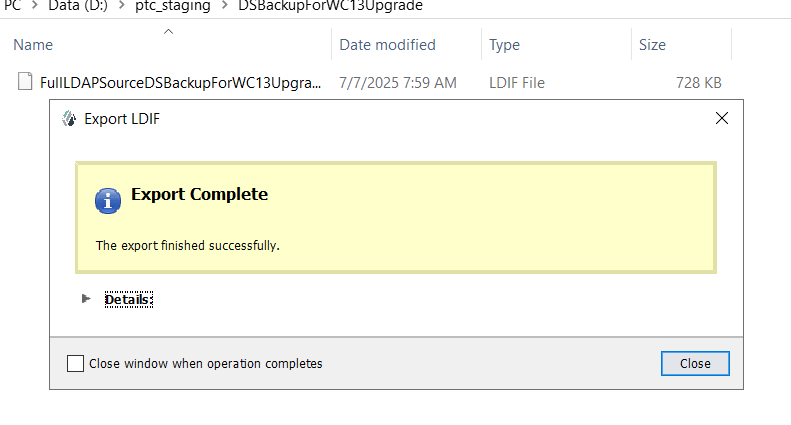 PC > Data (D:) > ptc_staging > DSBackupForWC13Upgrade
Name Date modified Type Size
FullLDAPSourceDSBackupForWC13Upgra... 7/7/2025 7:59 AM LDIF File 728 KB
Export LDIF
Export Complete
The export finished successfully.
Details:
Close window when operation completes
Close